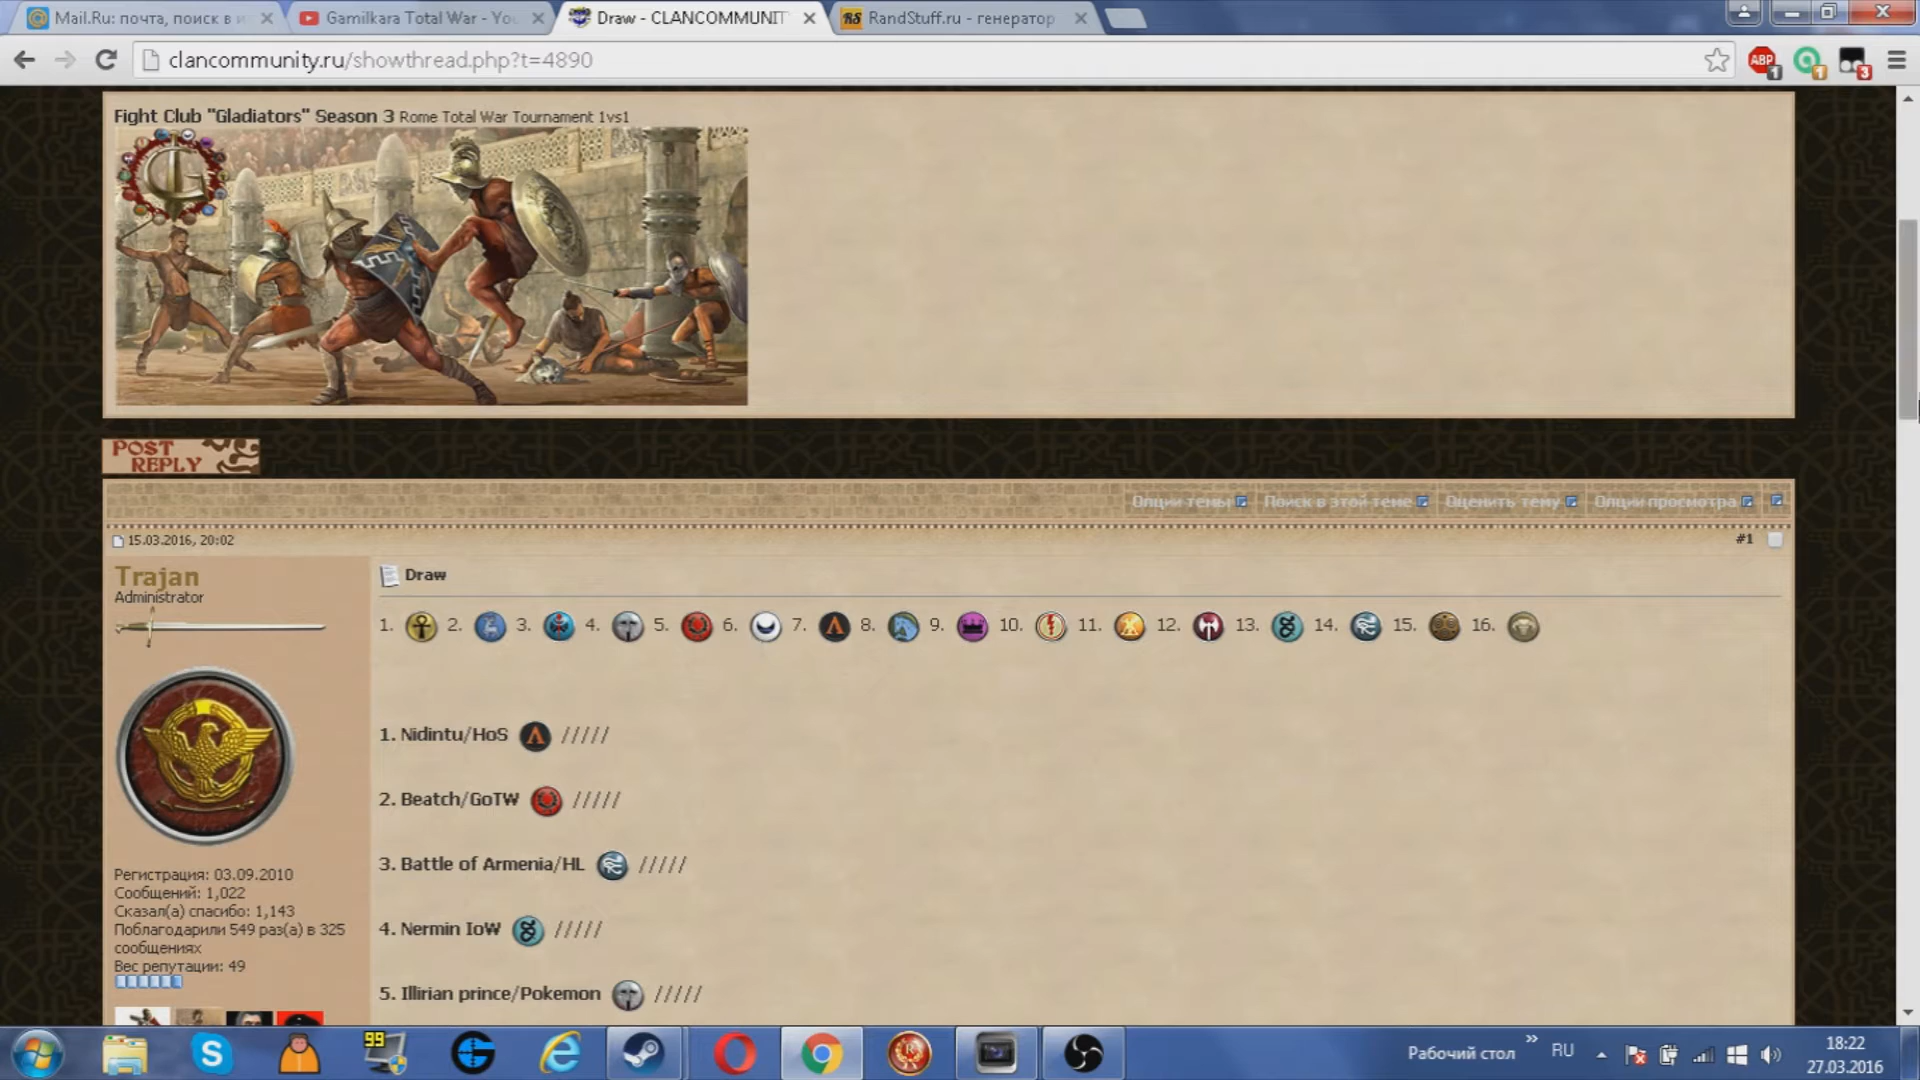 Mail.Ru: почта, поиск в и
Gamilkara Total War - You
Draw - CLANCOMMUNIT
RandStuff.ru - генератор
clancommunity.ru/showthread.php?t=4890
ABP 1 1 3
Fight Club "Gladiators" Season 3 Rome Total War Tournament 1vs1
POST REPLY
Опции темы Поиск в этой теме Оценить тему Опции просмотра
15.03.2016, 20:02 #1
Trajan
Administrator
Draw
1. 2. 3. 4. 5. 6. 7. 8. 9. 10. 11. 12. 13. 14. 15. 16.
1. Nidintu/HoS /////
2. Beatch/GoTW /////
3. Battle of Armenia/HL /////
4. Nermin IoW /////
5. Illirian prince/Pokemon /////
Регистрация: 03.09.2010
Сообщений: 1,022
Сказал(а) спасибо: 1,143
Поблагодарили 549 раз(а) в 325
сообщениях
Вес репутации: 49
99
Рабочий стол » RU
18:22
27.03.2016